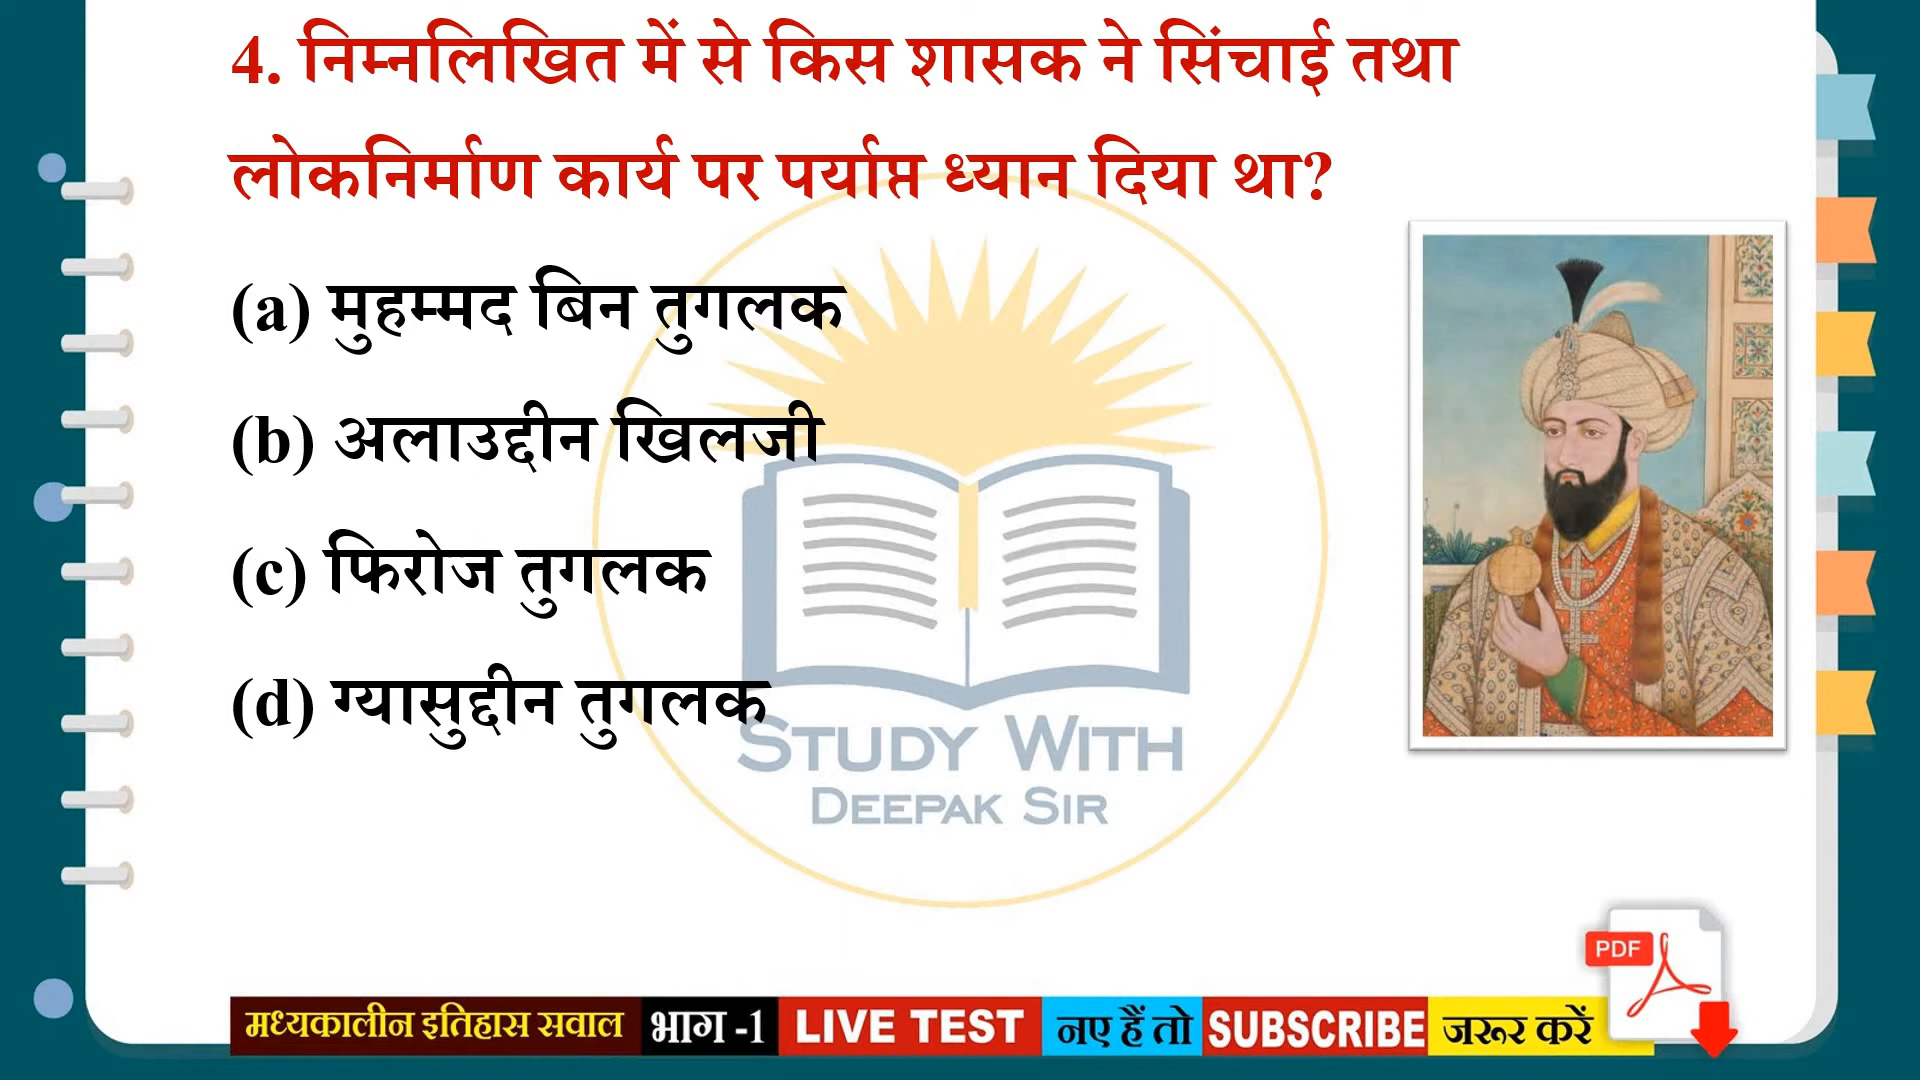 4. निम्नलिखित में से किस शासक ने सिंचाई तथा
लोकनिर्माण कार्य पर पर्याप्त ध्यान दिया था?
(a) मुहम्मद बिन तुगलक
(b) अलाउद्दीन खिलजी
(c) फिरोज तुगलक
(d) ग्यासुद्दीन तुगलक
STUDY WITH
DEEPAK SIR
PDF
मध्यकालीन इतिहास सवाल भाग -1 LIVE TEST नए हैं तो SUBSCRIBE जरूर करें